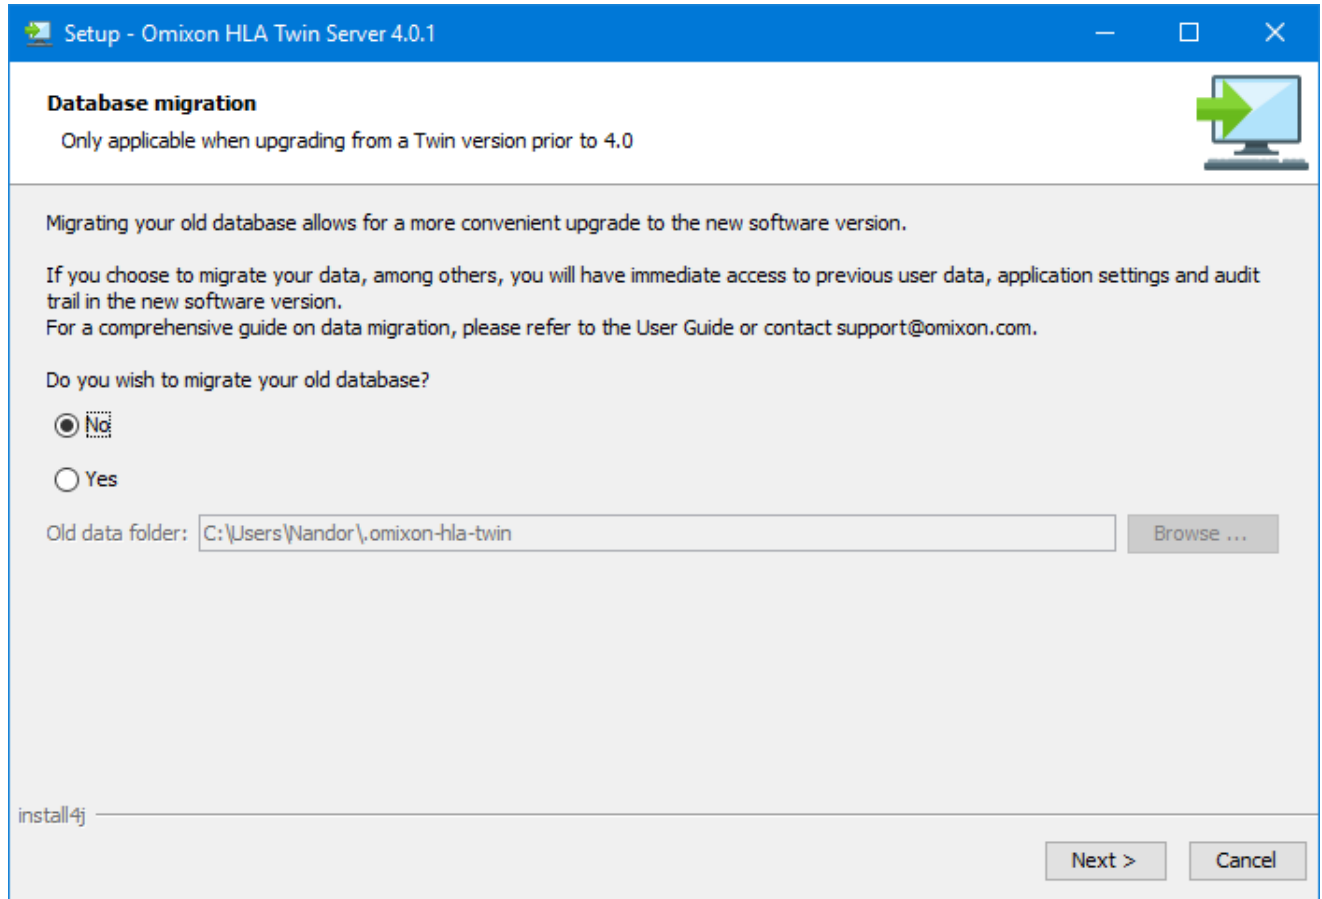 Setup - Omixon HLA Twin Server 4.0.1
Database migration
Only applicable when upgrading from a Twin version prior to 4.0
Migrating your old database allows for a more convenient upgrade to the new software version.
If you choose to migrate your data, among others, you will have immediate access to previous user data, application settings and audit
trail in the new software version.
For a comprehensive guide on data migration, please refer to the User Guide or contact support@omixon.com.
Do you wish to migrate your old database?
No
Yes
Old data folder: C:\Users\Nandor\.omixon-hla-twin Browse ...
install4j
Next > Cancel